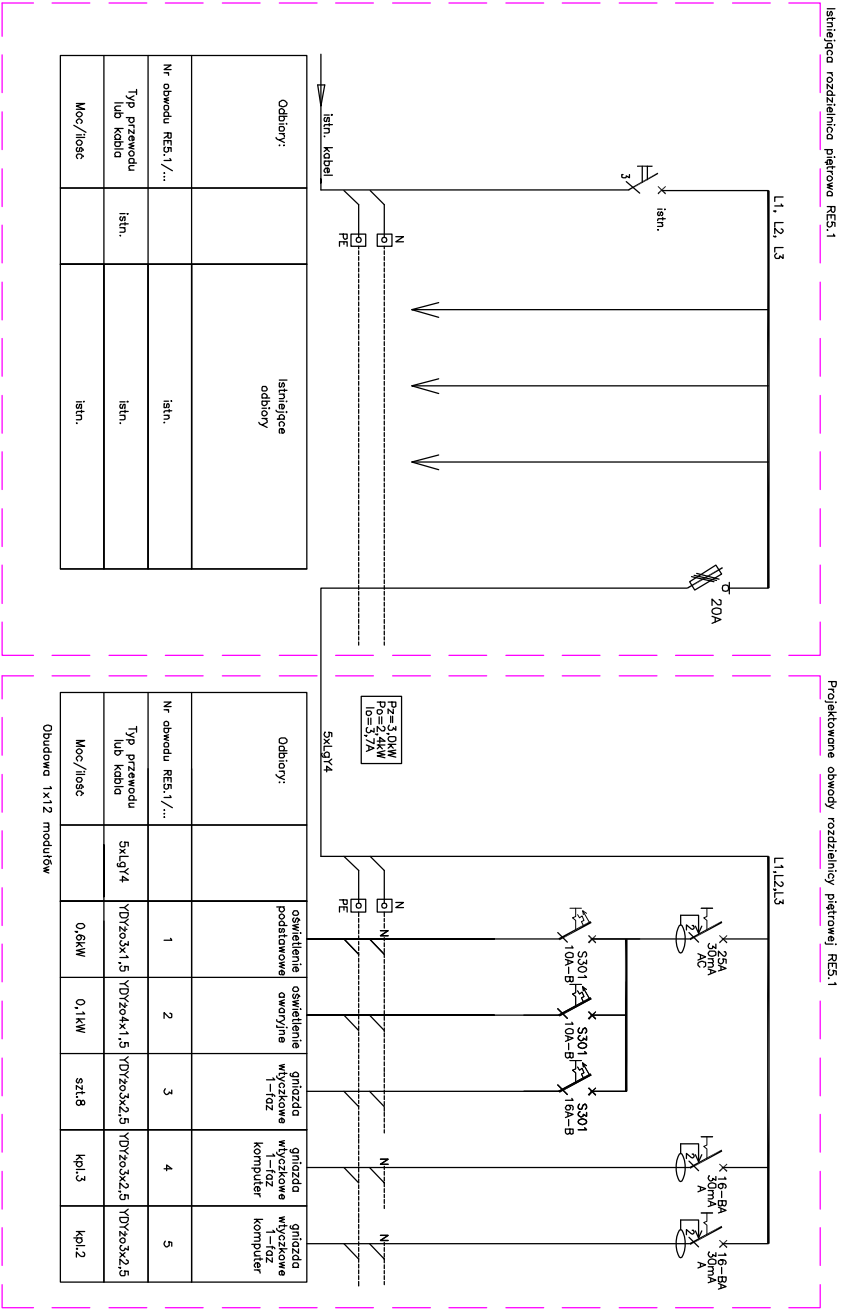 Istniejąca rozdzielnica piętrowa RE5.1
L1, L2, L3
istn.
3
20A
N
PE
istn. kabel
Odbiory:
Istniejące
odbiory
Nr obwodu RE5.1/...
istn.
Typ przewodu
lub kabla
istn.
istn.
Moc/ilość
istn.
Projektowane obwody rozdzielnicy piętrowej RE5.1
L1,L2,L3
25A
30mA
AC
2
16-BA
30mA
A
2
16-BA
30mA
A
2
S301
10A-B
S301
10A-B
S301
16A-B
Pz=3,0kW
Po=2,4kW
Io=3,7A
5xLgY4
N
PE
N
N
N
Odbiory:
oświetlenie
podstawowe
oświetlenie
awaryjne
gniazda
wtyczkowe
1-faz
gniazda
wtyczkowe
1-faz
komputer
gniazda
wtyczkowe
1-faz
komputer
Nr obwodu RE5.1/...
1
2
3
4
5
Typ przewodu
lub kabla
5xLgY4
YDYżo3x1,5
YDYżo4x1,5
YDYżo3x2,5
YDYżo3x2,5
YDYżo3x2,5
Moc/ilość
0,6kW
0,1kW
szt.8
kpl.3
kpl.2
Obudowa 1x12 modułów